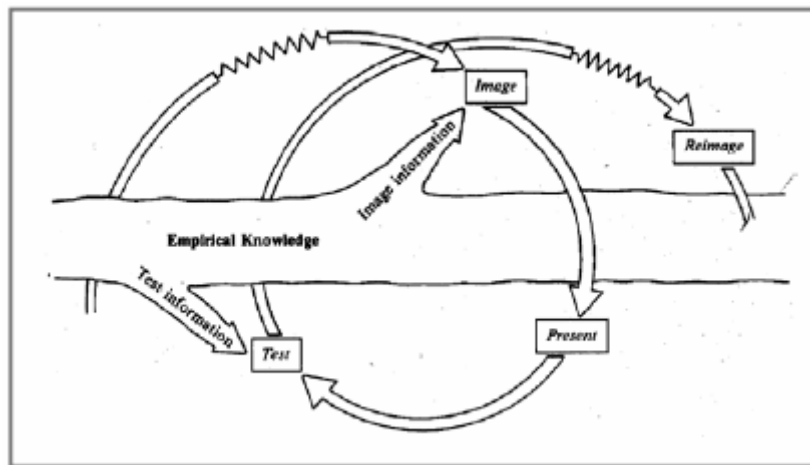 Image
Reimage
Image information
Empirical Knowledge
Test information
Test
Present